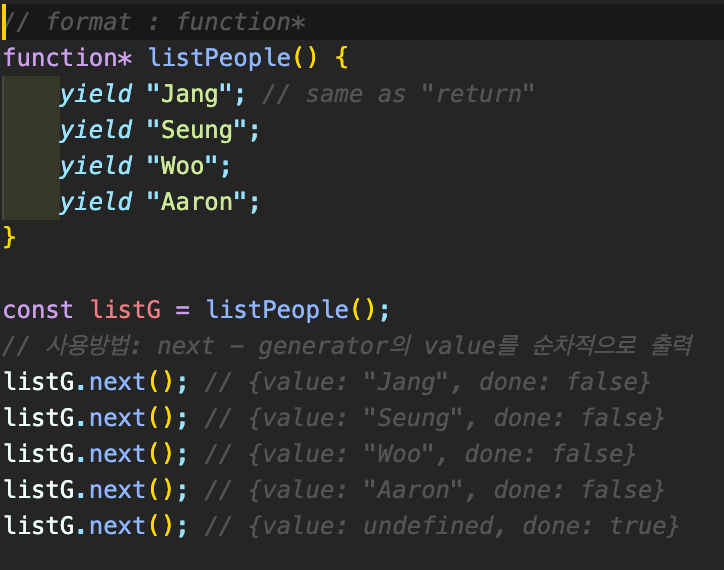 // format : function*
function* listPeople() {
    yield "Jang"; // same as "return"
    yield "Seung";
    yield "Woo";
    yield "Aaron";
}
const listG = listPeople();
// 사용방법: next - generator의 value를 순차적으로 출력
listG.next(); // {value: "Jang", done: false}
listG.next(); // {value: "Seung", done: false}
listG.next(); // {value: "Woo", done: false}
listG.next(); // {value: "Aaron", done: false}
listG.next(); // {value: undefined, done: true}